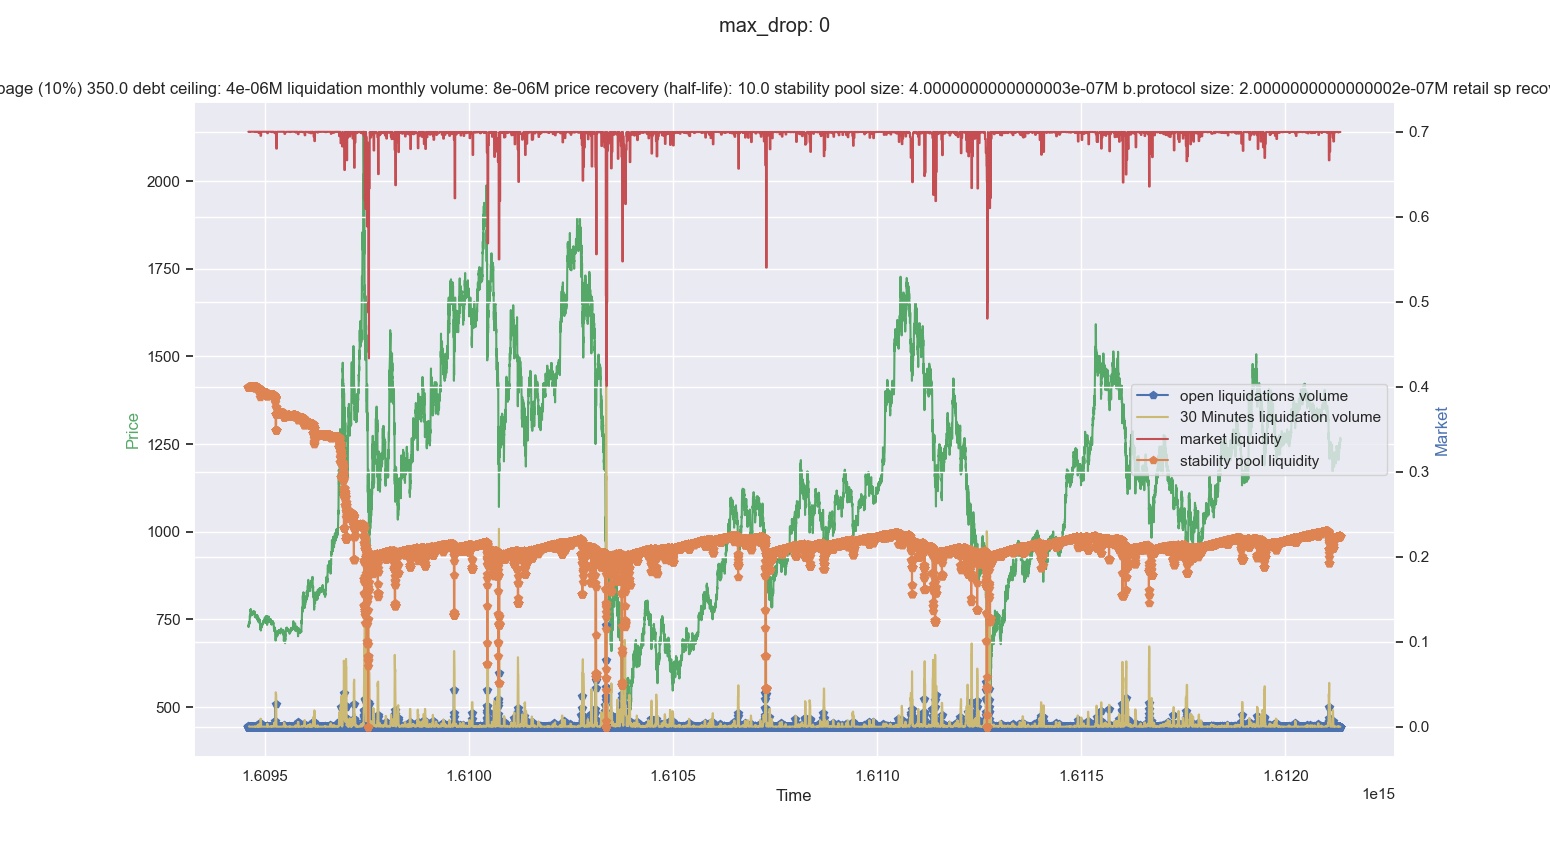 max_drop: 0
page (10%) 350.0 debt ceiling: 4e-06M liquidation monthly volume: 8e-06M price recovery (half-life): 10.0 stability pool size: 4.0000000000000003e-07M b.protocol size: 2.0000000000000002e-07M retail sp recov
2000
1750
1500
1250
1000
750
500
Price
0.7
0.6
0.5
0.4
0.3
0.2
0.1
0.0
Market
open liquidations volume
30 Minutes liquidation volume
market liquidity
stability pool liquidity
1.6095 1.6100 1.6105 1.6110 1.6115 1.6120
Time
1e15